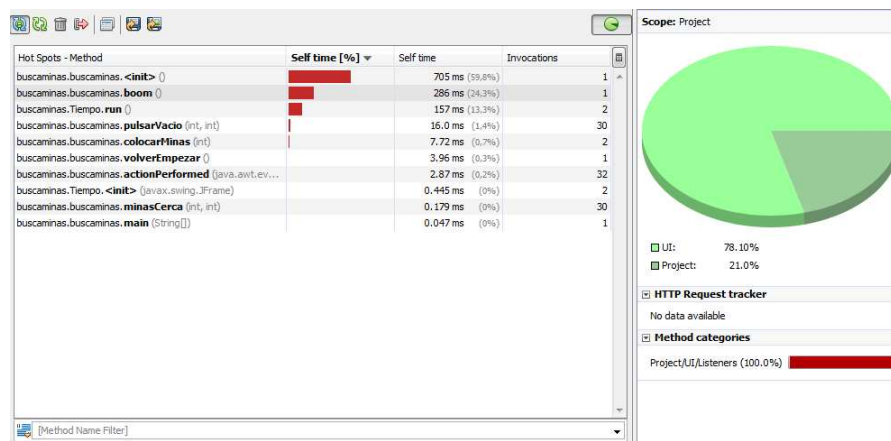 Hot Spots - Method Self time [%] Self time Invocations
buscaminas.buscaminas.<init> () 705 ms (59,8%) 1
buscaminas.buscaminas.boom () 286 ms (24,3%) 1
buscaminas.Tiempo.run () 157 ms (13,3%) 2
buscaminas.buscaminas.pulsarVacio (int, int) 16.0 ms (1,4%) 30
buscaminas.buscaminas.colocarMinas (int) 7.72 ms (0,7%) 2
buscaminas.buscaminas.volverEmpezar () 3.96 ms (0,3%) 1
buscaminas.buscaminas.actionPerformed (java.awt.ev... 2.87 ms (0,2%) 32
buscaminas.Tiempo.<init> (javax.swing.JFrame) 0.445 ms (0%) 2
buscaminas.buscaminas.minasCerca (int, int) 0.179 ms (0%) 30
buscaminas.buscaminas.main (String[]) 0.047 ms (0%) 1
[Method Name Filter]
Scope: Project
UI: 78.10%
Project: 21.0%
HTTP Request tracker
No data available
Method categories
Project/UI/Listeners (100.0%)